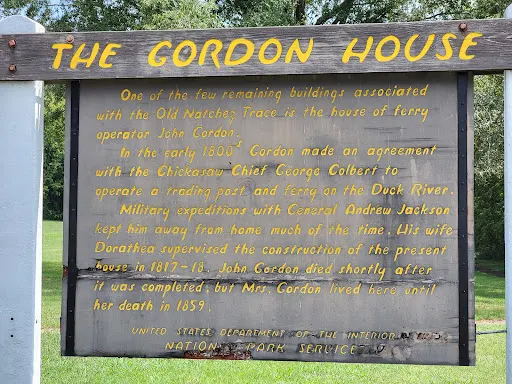 THE GORDON HOUSE
One of the few remaining buildings associated
with the Old Natchez Trace is the house of ferry
operator John Gordon.
In the early 1800's Gordon made an agreement
with the Chickasaw Chief George Colbert to
operate a trading post and ferry on the Duck River.
Military expeditions with General Andrew Jackson
kept him away from home much of the time. His wife
Dorathea supervised the construction of the present
house in 1817-18. John Gordon died shortly after
it was completed, but Mrs. Gordon lived here until
her death in 1859.
UNITED STATES DEPARTMENT OF THE INTERIOR
NATIONAL PARK SERVICE